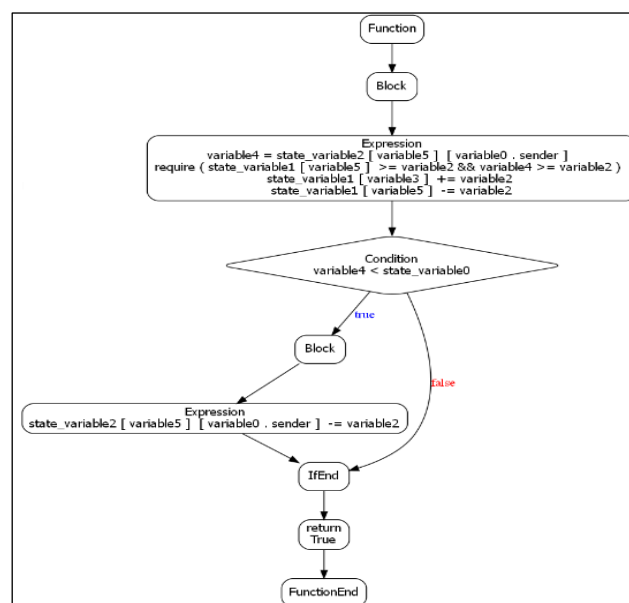 Function
Block
Expression
variable4 = state_variable2 [ variable5 ] [ variable0 . sender ]
require ( state_variable1 [ variable5 ] >= variable2 && variable4 >= variable2 )
state_variable1 [ variable3 ] += variable2
state_variable1 [ variable5 ] -= variable2
Condition
variable4 < state_variable0
true
Block
false
Expression
state_variable2 [ variable5 ] [ variable0 . sender ] -= variable2
IfEnd
return
True
FunctionEnd